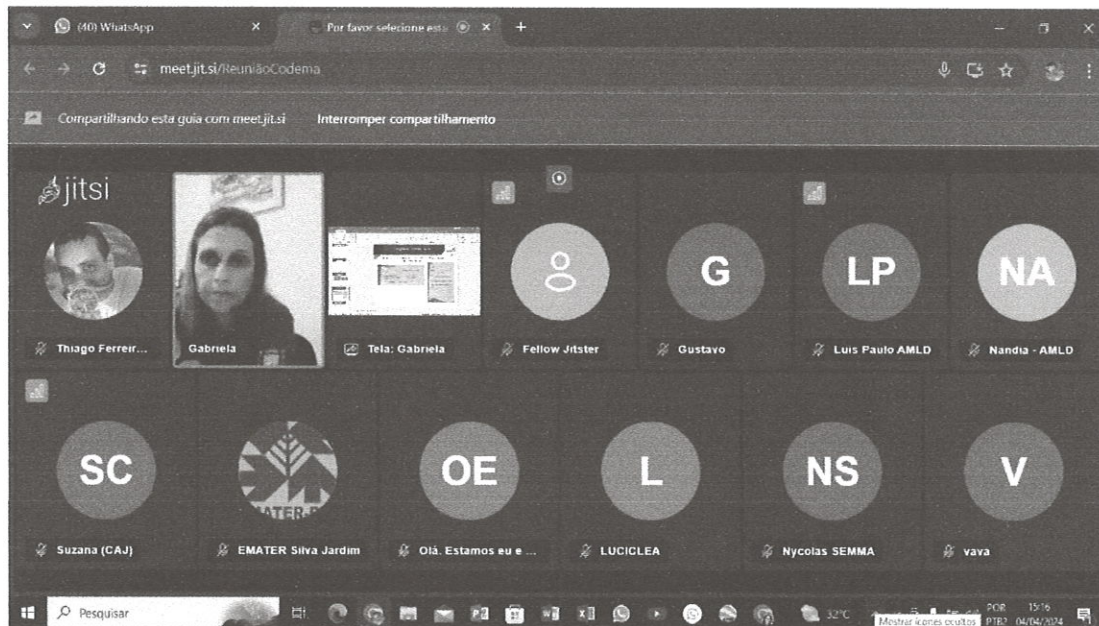 (40) WhatsApp
Por favor selecione esta
meet.jit.si/ReuniãoCodema
Compartilhando esta guia com meet.jit.si Interromper compartilhamento
jitsi
G LP NA
Thiago Ferreir... Gabriela Tela: Gabriela Fellow Jitster Gustavo Luis Paulo AMLD Nandia - AMLD
SC OE L NS V
MATER-R
Suzana (CAJ) EMATER Silva Jardim Olá. Estamos eu e ... LUCICLEA Nycolas SEMMA vava
Pesquisar 32°C Mostrar ícones ocultos POR PTB2 15:16 04/04/2024